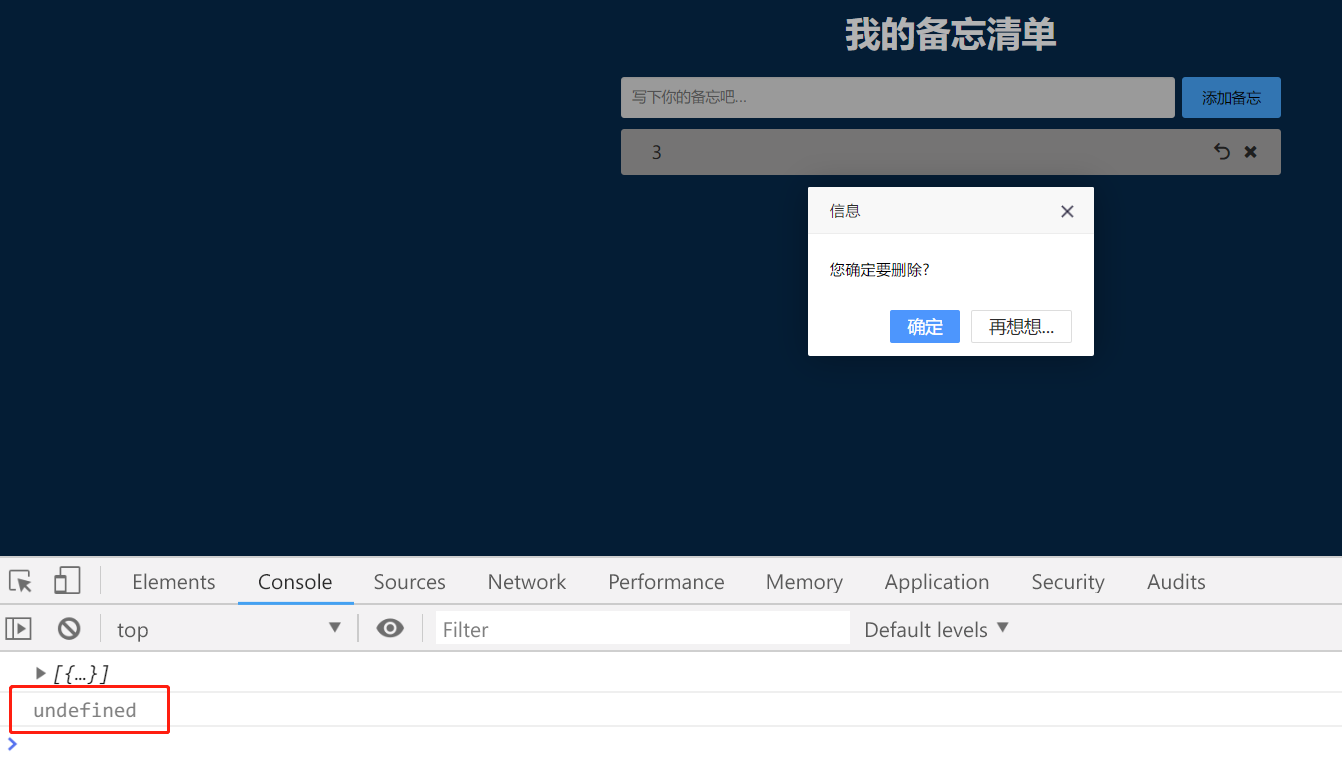 我的备忘清单
写下你的备忘吧... 添加备忘
3
信息
您确定要删除?
确定 再想想...
Elements Console Sources Network Performance Memory Application Security Audits
top Filter Default levels
[{…}]
undefined